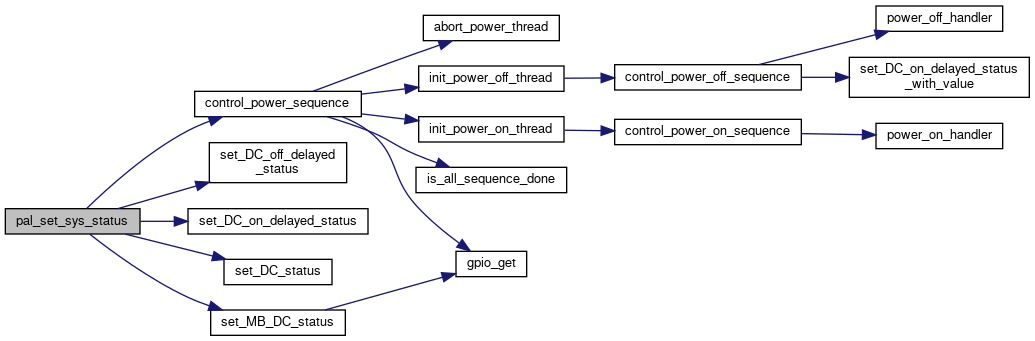 pal_set_sys_status
control_power_sequence
set_DC_off_delayed
_status
set_DC_on_delayed_status
set_DC_status
set_MB_DC_status
abort_power_thread
init_power_off_thread
init_power_on_thread
is_all_sequence_done
gpio_get
control_power_off_sequence
control_power_on_sequence
power_off_handler
set_DC_on_delayed_status
_with_value
power_on_handler